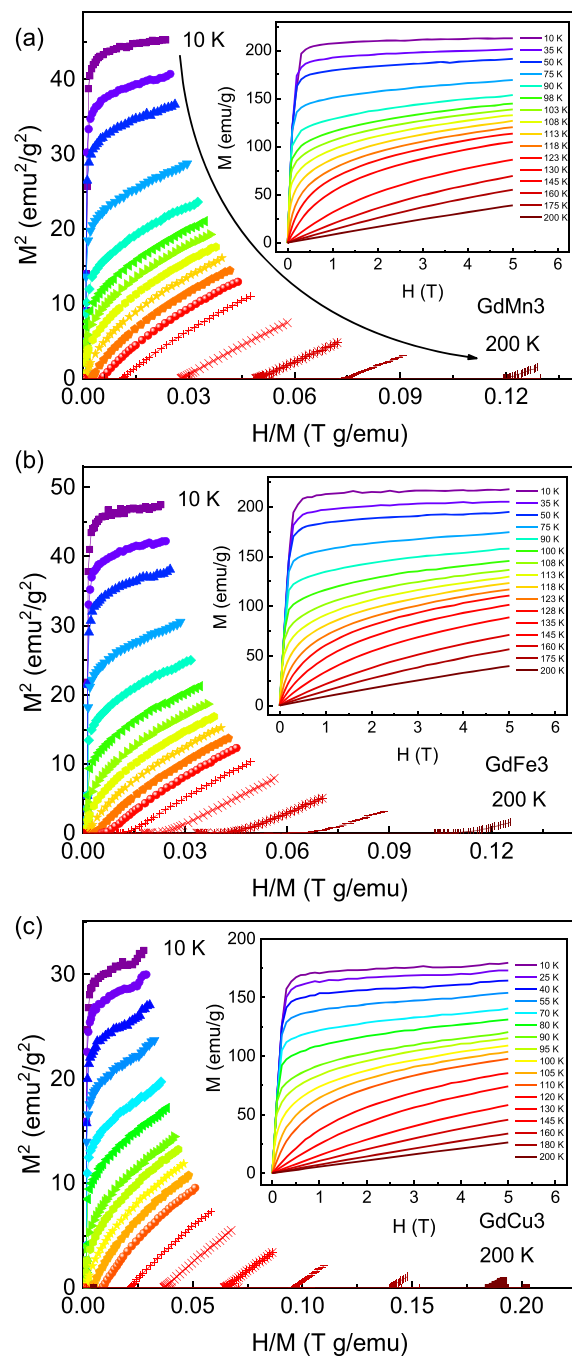 (a)
10 K
40
30
20
10
0
M² (emu²/g²)
0.00 0.03 0.06 0.09 0.12
H/M (T g/emu)
200
150
100
50
0
M (emu/g)
0 1 2 3 4 5 6
H (T)
10 K
35 K
50 K
75 K
90 K
98 K
103 K
108 K
113 K
118 K
123 K
130 K
145 K
160 K
175 K
200 K
GdMn3
200 K
(b)
10 K
50
40
30
20
10
0
M² (emu²/g²)
0.00 0.03 0.06 0.09 0.12
H/M (T g/emu)
200
150
100
50
0
M (emu/g)
0 1 2 3 4 5 6
H (T)
10 K
35 K
50 K
75 K
90 K
100 K
108 K
113 K
118 K
123 K
128 K
135 K
145 K
160 K
175 K
200 K
GdFe3
200 K
(c)
10 K
30
20
10
0
M² (emu²/g²)
0.00 0.05 0.10 0.15 0.20
H/M (T g/emu)
200
150
100
50
0
M (emu/g)
0 1 2 3 4 5 6
H (T)
10 K
25 K
40 K
55 K
70 K
80 K
90 K
95 K
100 K
105 K
110 K
120 K
130 K
145 K
160 K
180 K
200 K
GdCu3
200 K